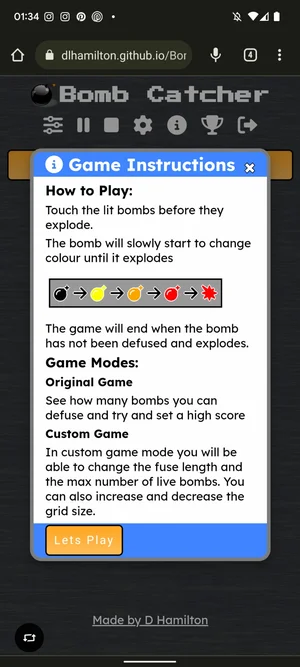 01:34
dlhamilton.github.io/Bor
4
Bomb Catcher
Game Instructions
How to Play:
Touch the lit bombs before they
explode.
The bomb will slowly start to change
colour until it explodes
The game will end when the bomb
has not been defused and explodes.
Game Modes:
Original Game
See how many bombs you can
defuse and try and set a high score
Custom Game
In custom game mode you will be
able to change the fuse length and
the max number of live bombs. You
can also increase and decrease the
grid size.
Lets Play
Made by D Hamilton